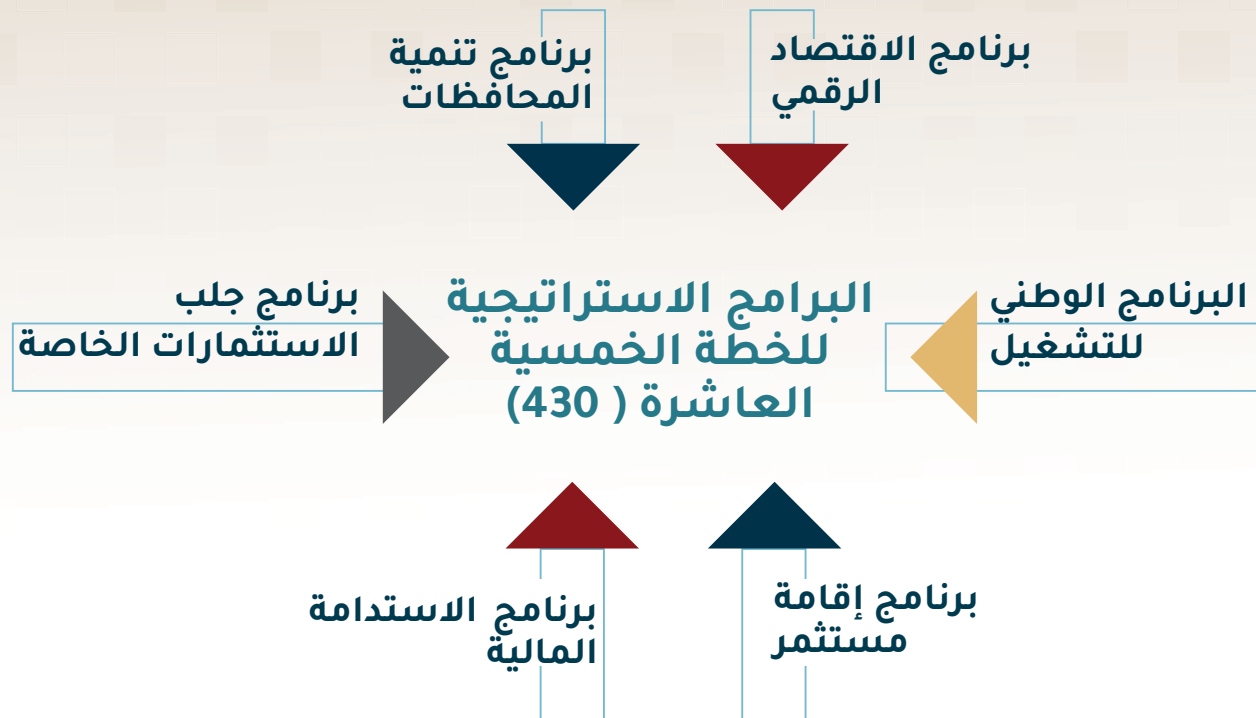 برنامج الاقتصاد
الرقمي
برنامج تنمية
المحافظات
البرنامج الوطني
للتشغيل
البرامج الاستراتيجية
للخطة الخمسية
العاشرة ( 430)
برنامج جلب
الاستثمارات الخاصة
برنامج إقامة
مستثمر
برنامج الاستدامة
المالية